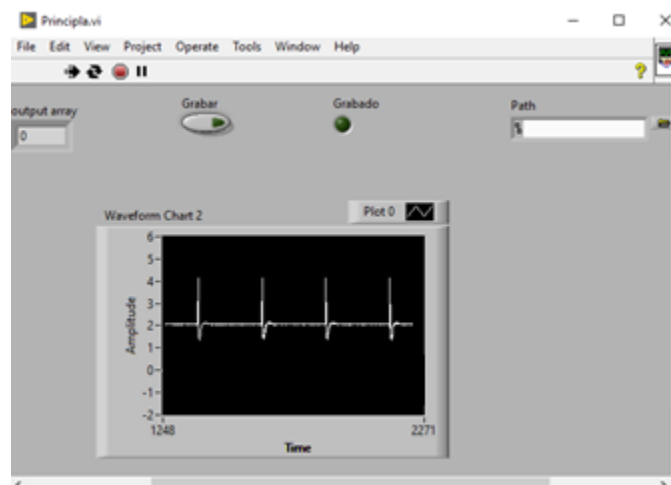 Principla.vi
File Edit View Project Operate Tools Window Help
output array
Grabar
Grabado
Path
0
Waveform Chart 2
Plot 0
6
5
4
3
2
1
0
-1
-2
Amplitude
1248
2271
Time